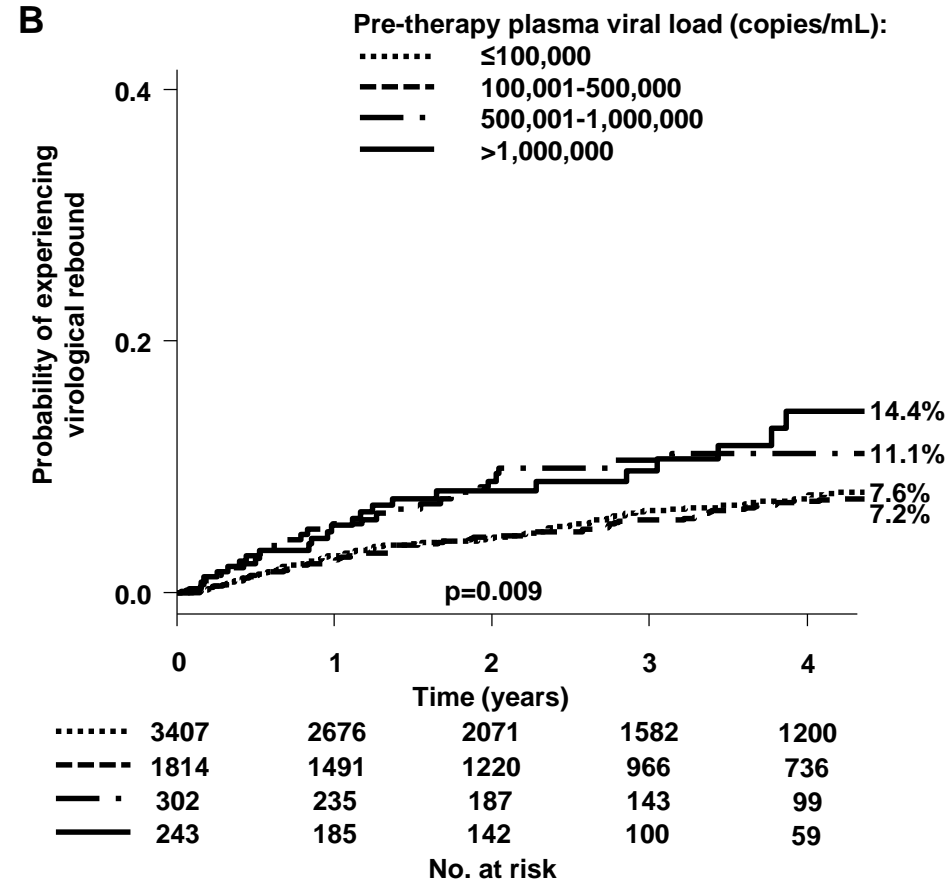 B
Pre-therapy plasma viral load (copies/mL):
≤100,000
100,001-500,000
500,001-1,000,000
>1,000,000
Probability of experiencing
virological rebound
0.4
0.2
0.0
14.4%
11.1%
7.6%
7.2%
p=0.009
0 1 2 3 4
Time (years)
3407 2676 2071 1582 1200
1814 1491 1220 966 736
302 235 187 143 99
243 185 142 100 59
No. at risk